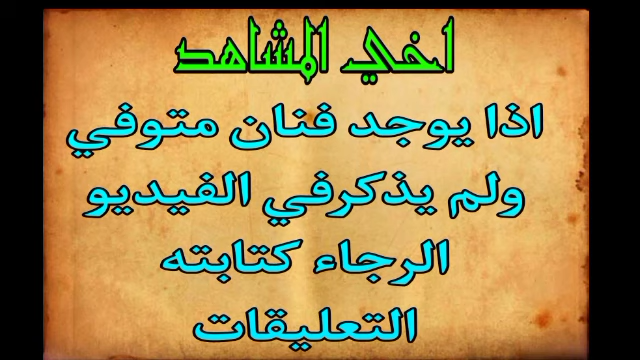 اخي المشاهد
اذا يوجد فنان متوفي
ولم يذكرفي الفيديو
الرجاء كتابته
التعليقات